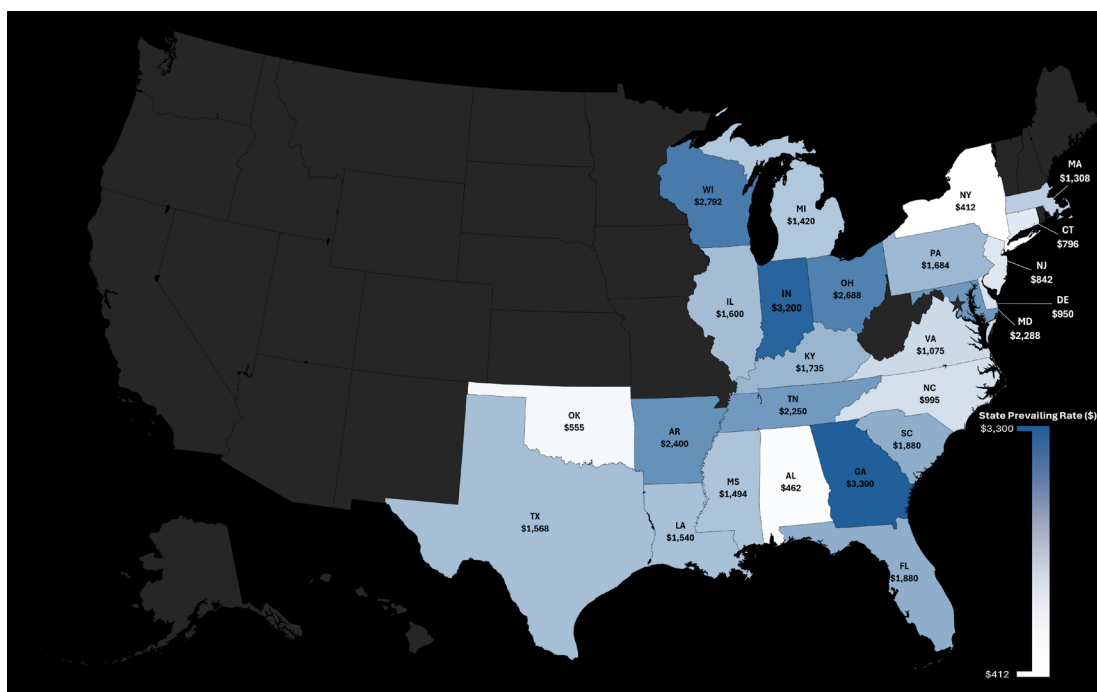 MA
$1,308
WI
$2,792
NY
$412
MI
$1,420
CT
$796
PA
$1,684
NJ
$842
OH
$2,688
IN
$3,200
IL
$1,600
DE
$950
MD
$2,288
VA
$1,075
KY
$1,735
NC
$995
TN
$2,250
OK
$555
AR
$2,400
State Prevailing Rate ($)
$3,300
SC
$1,880
GA
$3,300
AL
$462
MS
$1,494
TX
$1,568
LA
$1,540
FL
$1,880
$412